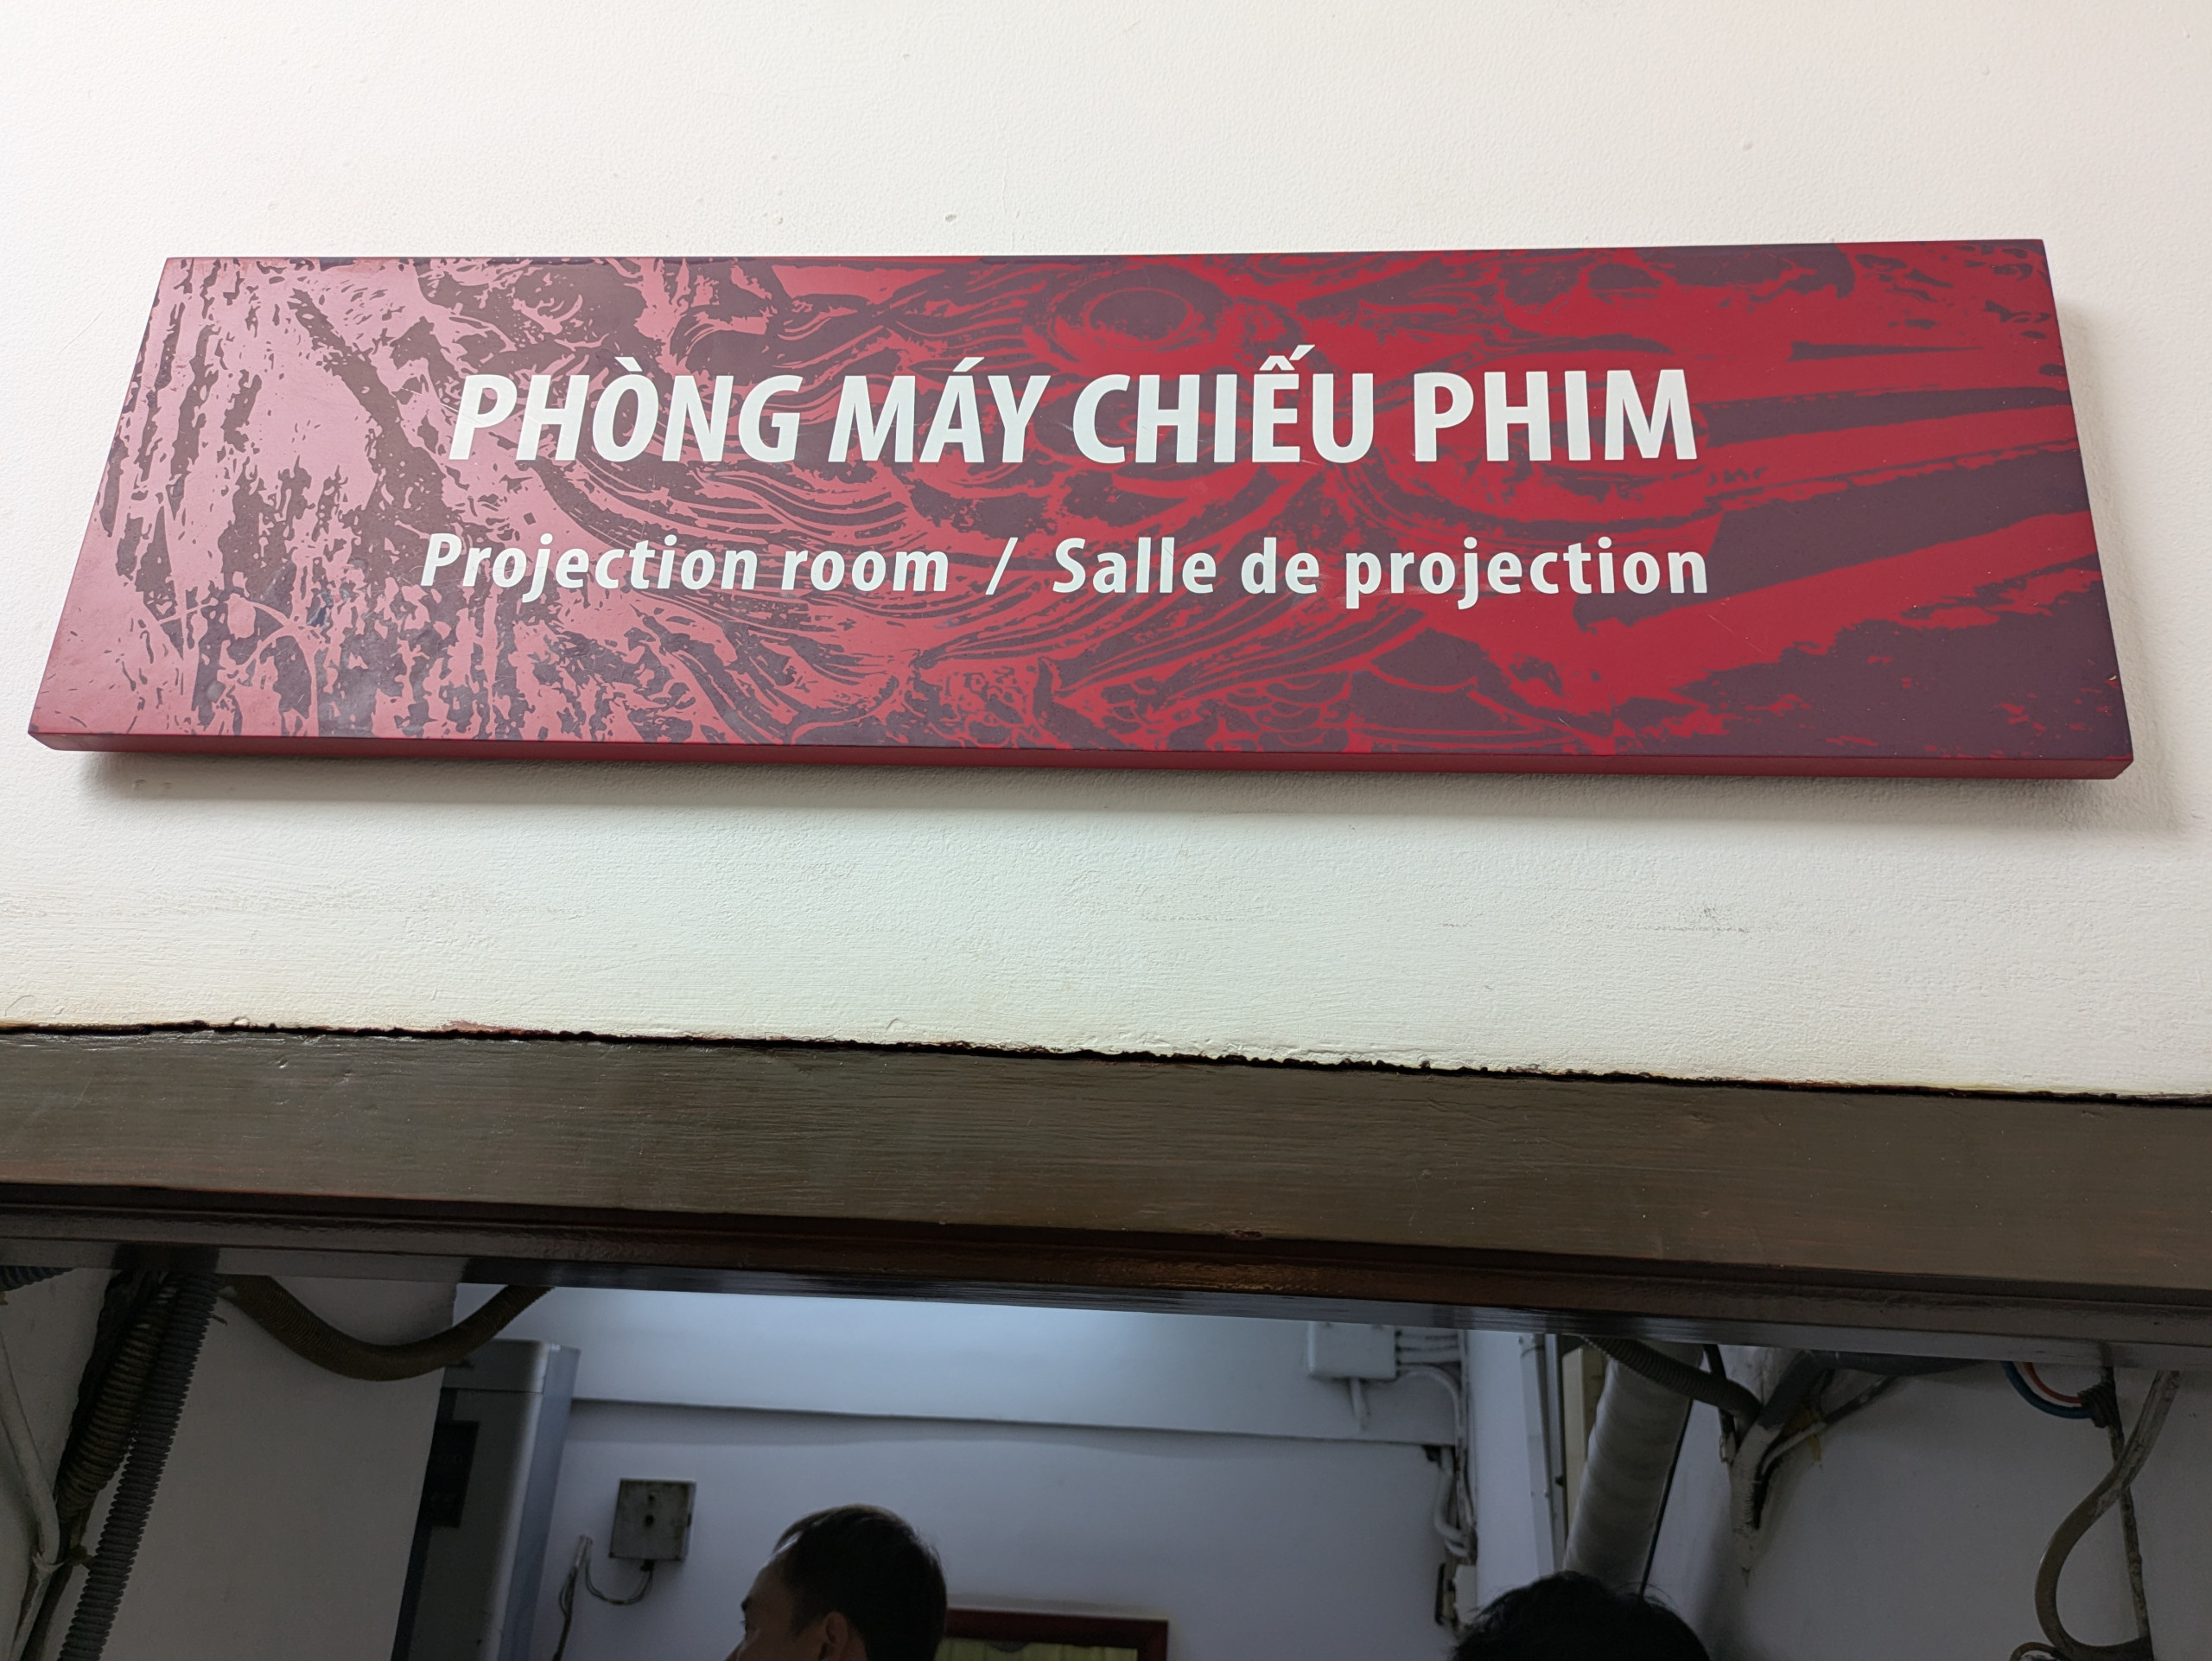 PHÒNG MÁY CHIẾU PHIM
Projection room / Salle de projection